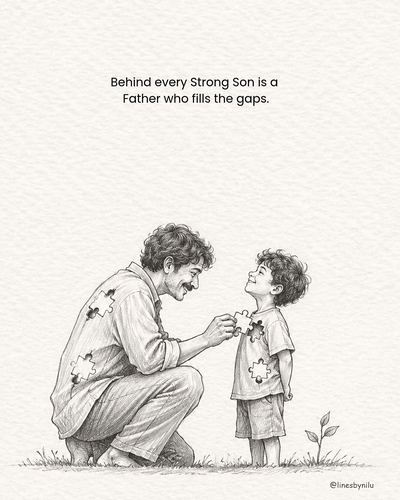 Behind every Strong Son is a
Father who fills the gaps.
@linesbynilu